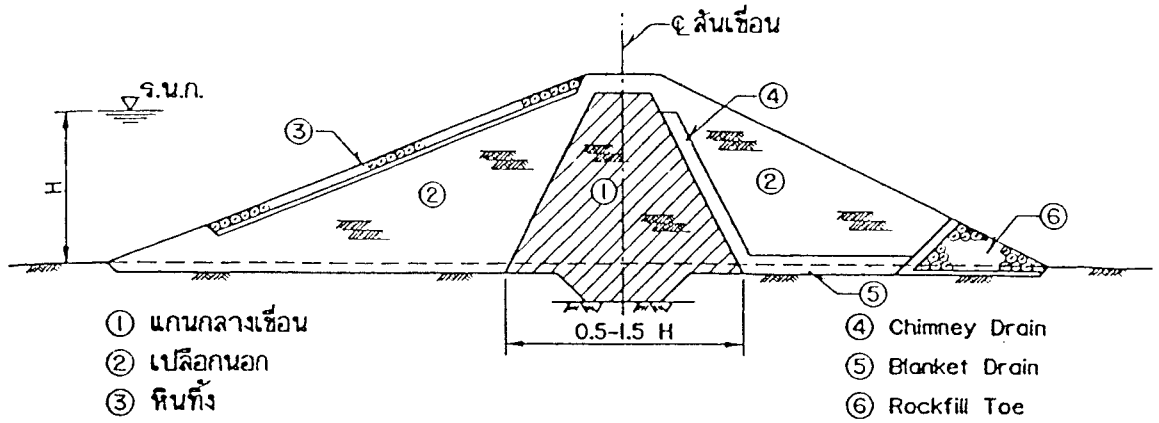 ℄ สันเขื่อน
ร.น.ก.
④
③
H
②
①
②
⑥
⑤
0.5-1.5 H
① แกนกลางเขื่อน
② เปลือกนอก
③ หินทิ้ง
④ Chimney Drain
⑤ Blanket Drain
⑥ Rockfill Toe